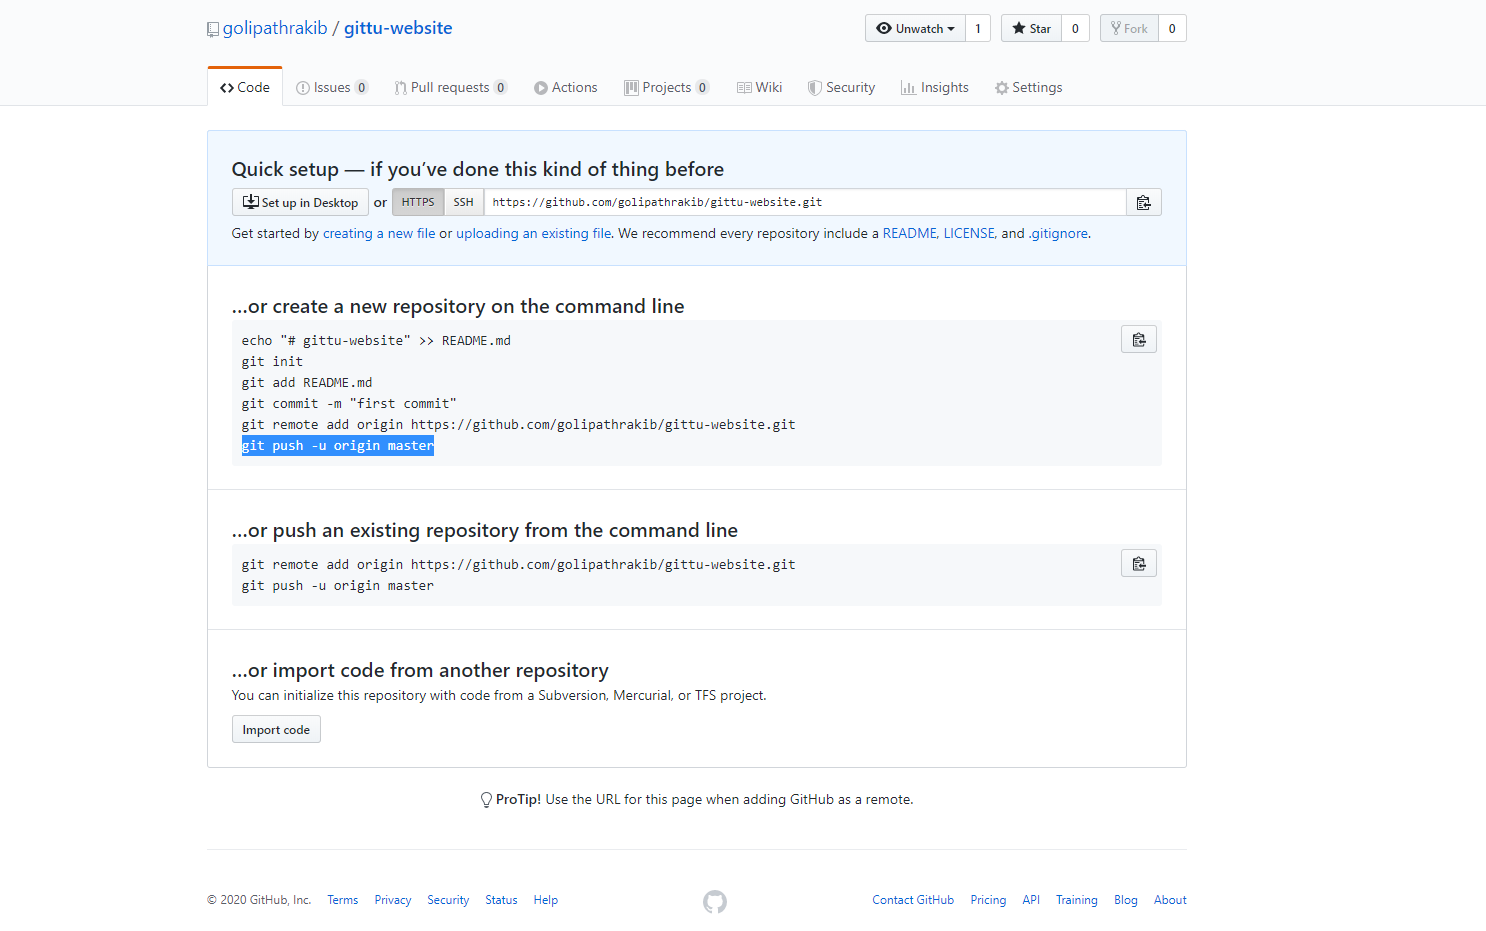 golipathrakib / gittu-website
Unwatch 1 Star 0 Fork 0
Code Issues 0 Pull requests 0 Actions Projects 0 Wiki Security Insights Settings
Quick setup — if you’ve done this kind of thing before
Set up in Desktop or HTTPS SSH https://github.com/golipathrakib/gittu-website.git
Get started by creating a new file or uploading an existing file. We recommend every repository include a README, LICENSE, and .gitignore.
…or create a new repository on the command line
echo "# gittu-website" >> README.md
git init
git add README.md
git commit -m "first commit"
git remote add origin https://github.com/golipathrakib/gittu-website.git
git push -u origin master
…or push an existing repository from the command line
git remote add origin https://github.com/golipathrakib/gittu-website.git
git push -u origin master
…or import code from another repository
You can initialize this repository with code from a Subversion, Mercurial, or TFS project.
Import code
ProTip! Use the URL for this page when adding GitHub as a remote.
© 2020 GitHub, Inc. Terms Privacy Security Status Help Contact GitHub Pricing API Training Blog About